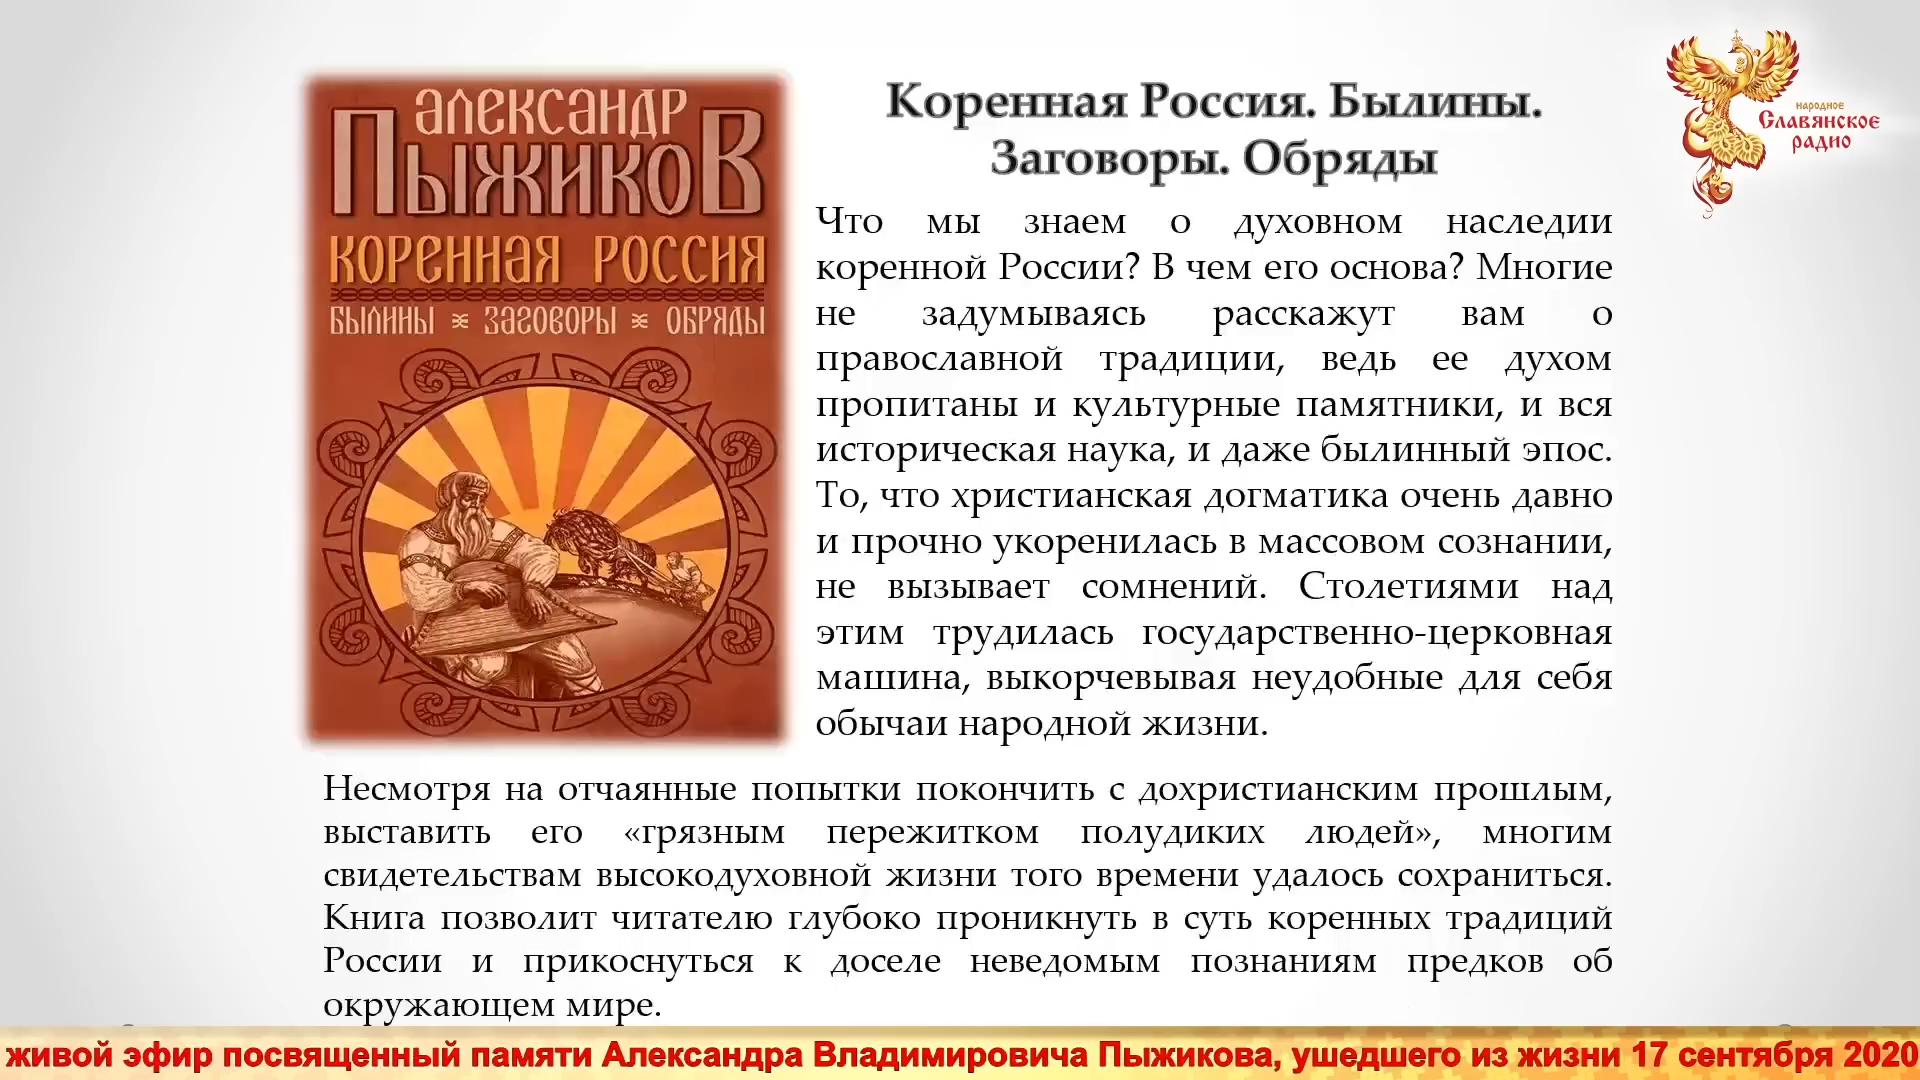 александр
Пыжиков
коренная россия
былины ж заговоры ж обряды
Коренная Россия. Былины.
Заговоры. Обряды
народное
Славянское
радио
Что мы знаем о духовном наследии
коренной России? В чем его основа? Многие
не задумываясь расскажут вам о
православной традиции, ведь ее духом
пропитаны и культурные памятники, и вся
историческая наука, и даже былинный эпос.
То, что христианская догматика очень давно
и прочно укоренилась в массовом сознании,
не вызывает сомнений. Столетиями над
этим трудилась государственно-церковная
машина, выкорчевывая неудобные для себя
обычаи народной жизни.
Несмотря на отчаянные попытки покончить с дохристианским прошлым,
выставить его «грязным пережитком полудиких людей», многим
свидетельствам высокодуховной жизни того времени удалось сохраниться.
Книга позволит читателю глубоко проникнуть в суть коренных традиций
России и прикоснуться к доселе неведомым познаниям предков об
окружающем мире.
живой эфир посвященный памяти Александра Владимировича Пыжикова, ушедшего из жизни 17 сентября 2020